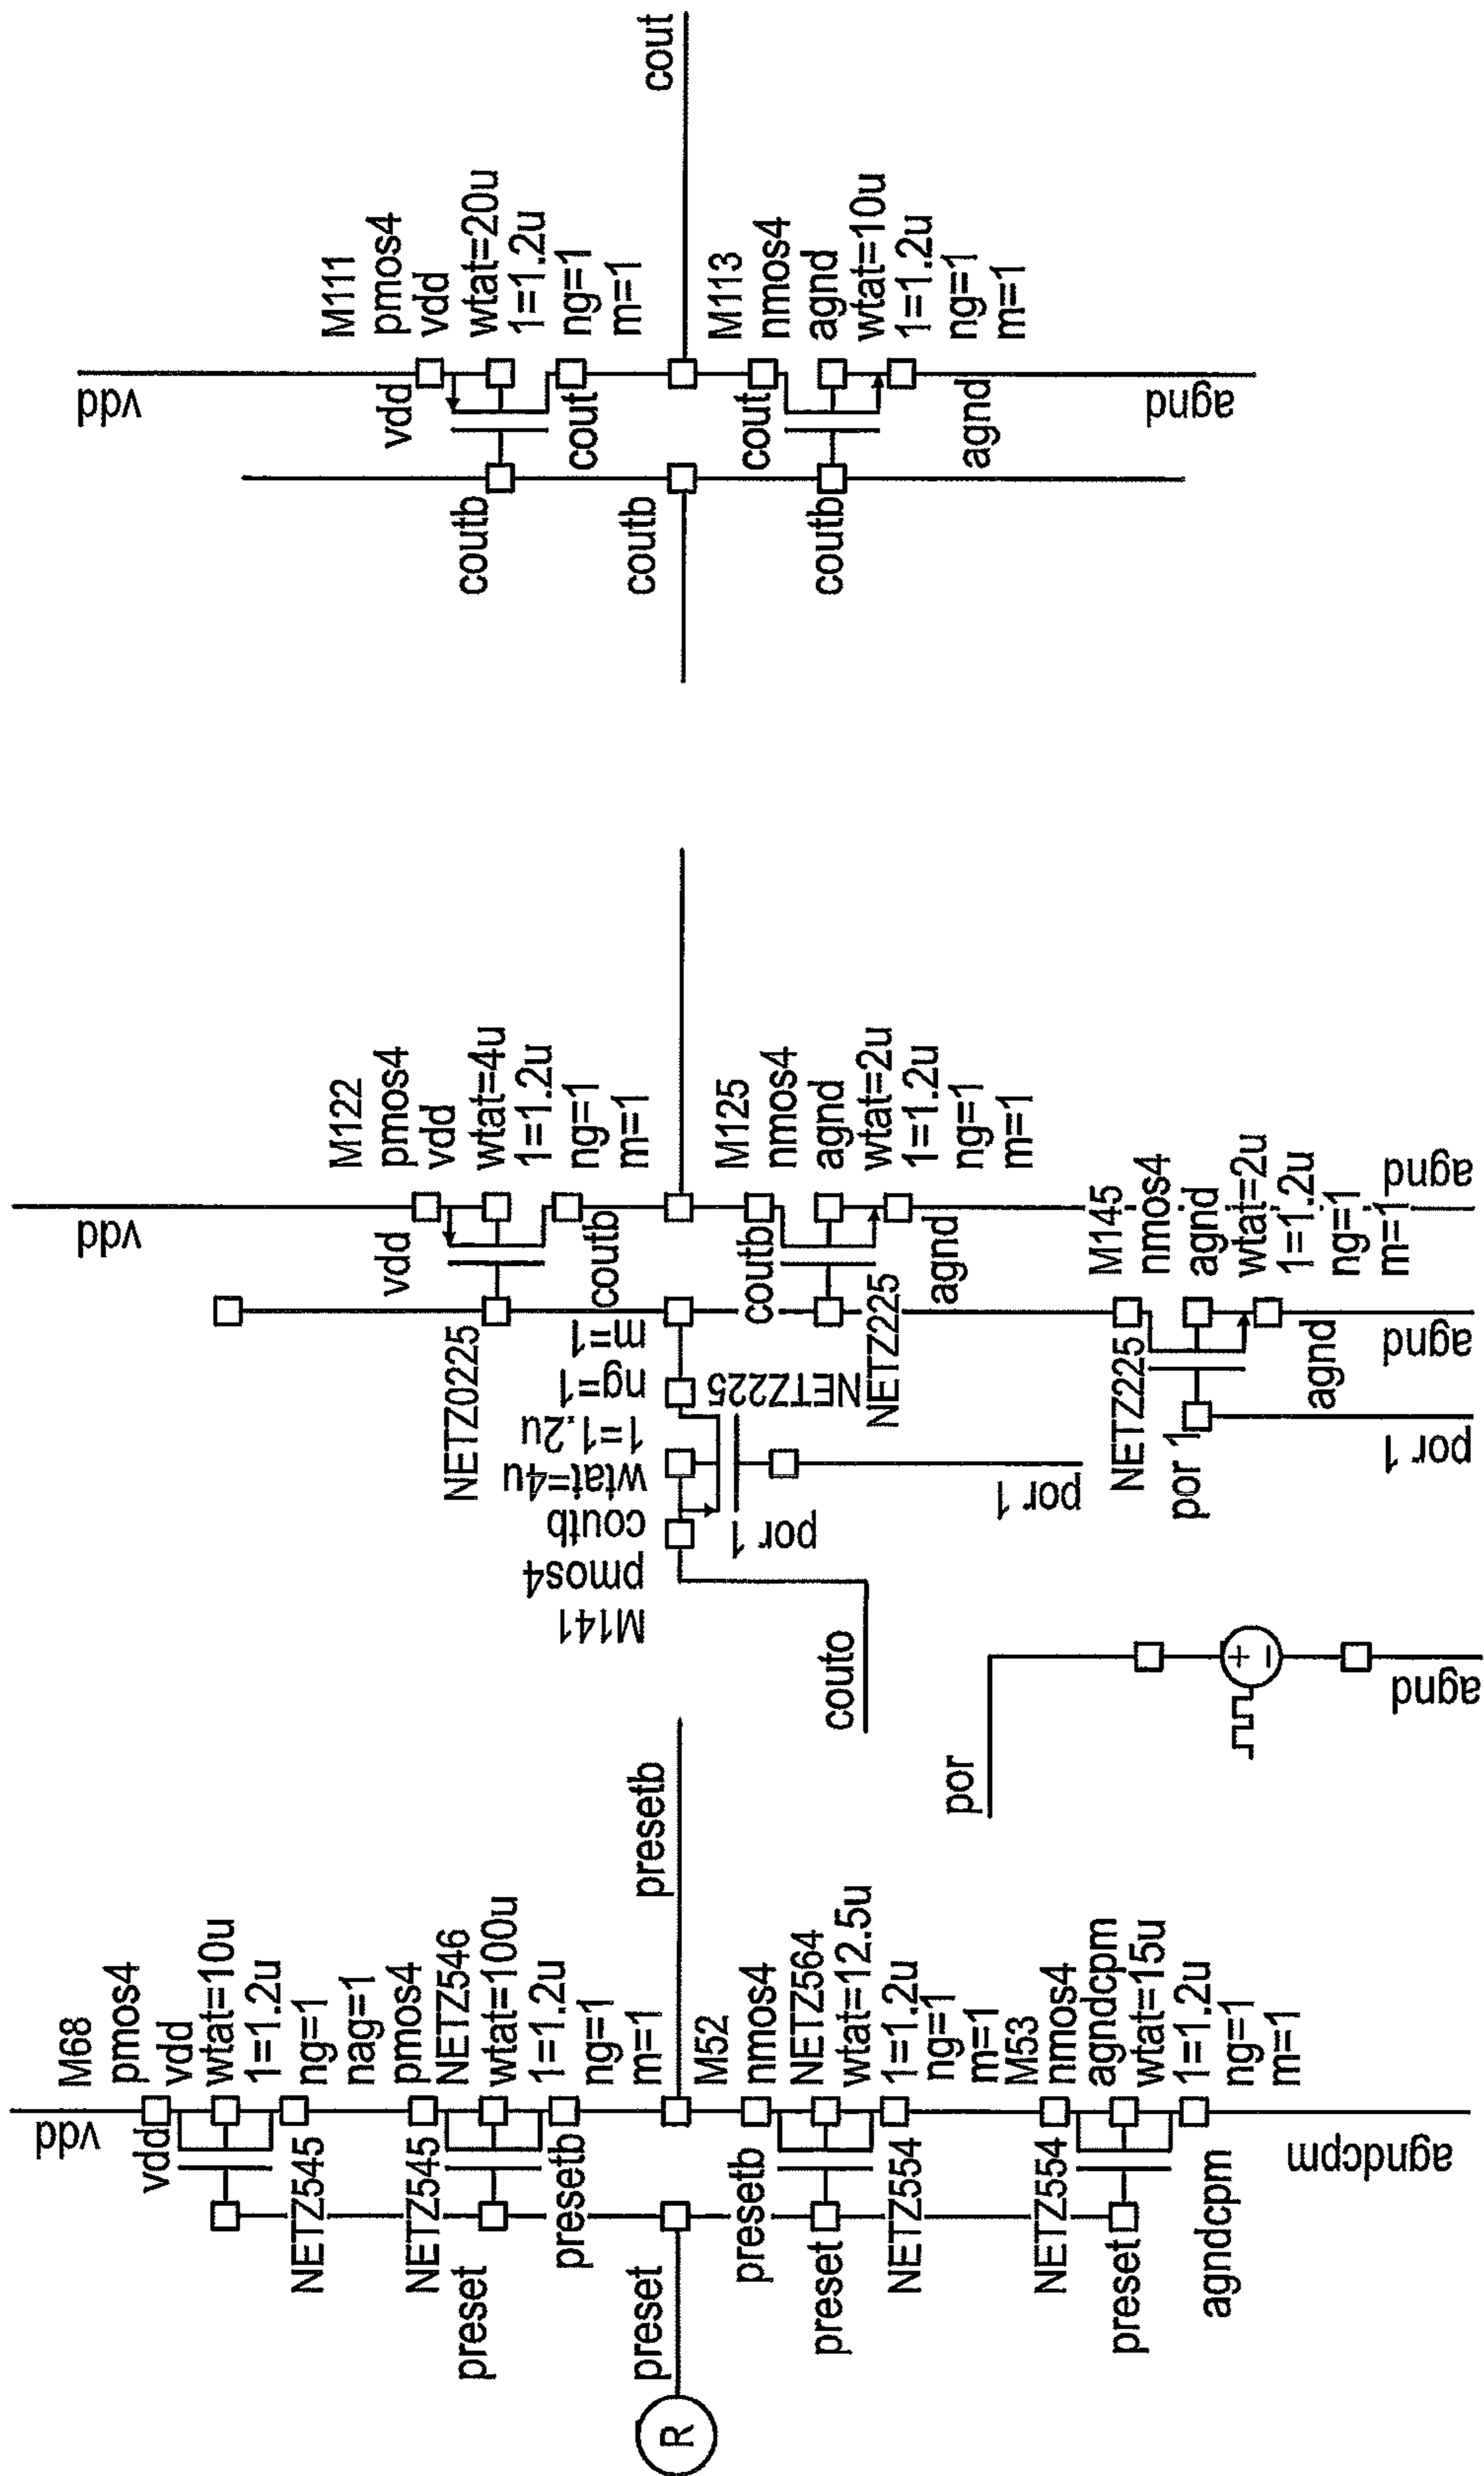 vdd
M68
pmos4
vdd
wtat=10u
1=1.2u
ng=1
nag=1
pmos4
NETZ546
wtat=100u
1=1.2u
ng=1
m=1
vdd
NETZ545
NETZ545
preset
presetb
preset
R
presetb
M52
nmos4
NETZ564
wtat=12.5u
1=1.2u
ng=1
m=1
presetb
preset
NETZ554
M53
nmos4
agndcpm
wtat=15u
1=1.2u
ng=1
m=1
NETZ554
preset
agndcpm
agndcpm
vdd
M122
pmos4
vdd
wtat=4u
1=1.2u
ng=1
m=1
vdd
NETZ0225
coutb
M141
pmos4
coutb
wtat=4u
1=1.2u
ng=1
m=1
NETZ225
por 1
por 1
couto
M125
nmos4
agnd
wtat=2u
1=1.2u
ng=1
m=1
coutb
NETZ225
agnd
M145
nmos4
agnd
wtat=2u
1=1.2u
ng=1
m=1
agnd
NETZ225
por 1
agnd
agnd
por 1
por
+
–
agnd
vdd
M111
pmos4
vdd
wtat=20u
1=1.2u
ng=1
m=1
vdd
coutb
cout
coutb
cout
M113
nmos4
agnd
wtat=10u
1=1.2u
ng=1
m=1
cout
coutb
agnd
agnd